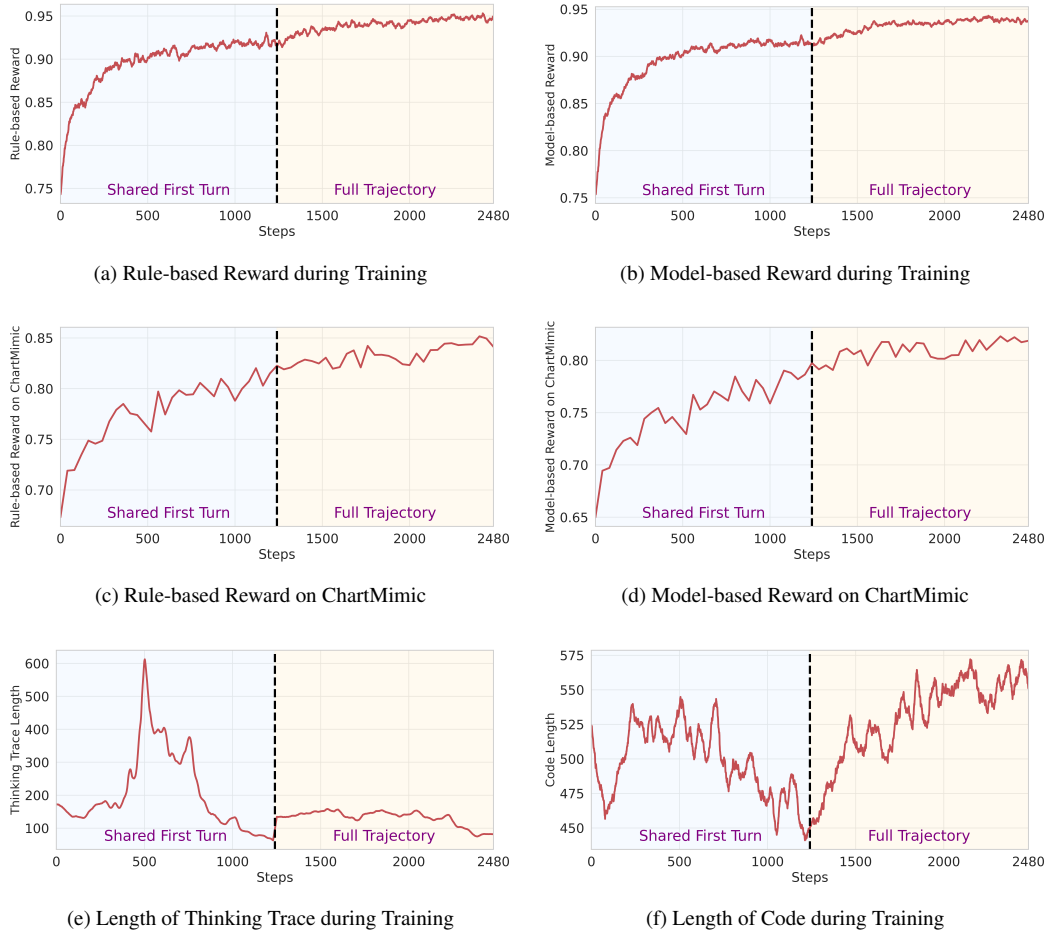 0.95
0.90
0.85
0.80
0.75
Rule-based Reward
Shared First Turn
Full Trajectory
0
500
1000
1500
2000
2480
Steps
(a) Rule-based Reward during Training
0.95
0.90
0.85
0.80
0.75
Model-based Reward
Shared First Turn
Full Trajectory
0
500
1000
1500
2000
2480
Steps
(b) Model-based Reward during Training
0.85
0.80
0.75
0.70
Rule-based Reward on ChartMimic
Shared First Turn
Full Trajectory
0
500
1000
1500
2000
2480
Steps
(c) Rule-based Reward on ChartMimic
0.80
0.75
0.70
0.65
Model-based Reward on ChartMimic
Shared First Turn
Full Trajectory
0
500
1000
1500
2000
2480
Steps
(d) Model-based Reward on ChartMimic
600
500
400
300
200
100
Thinking Trace Length
Shared First Turn
Full Trajectory
0
500
1000
1500
2000
2480
Steps
(e) Length of Thinking Trace during Training
575
550
525
500
475
450
Code Length
Shared First Turn
Full Trajectory
0
500
1000
1500
2000
2480
Steps
(f) Length of Code during Training